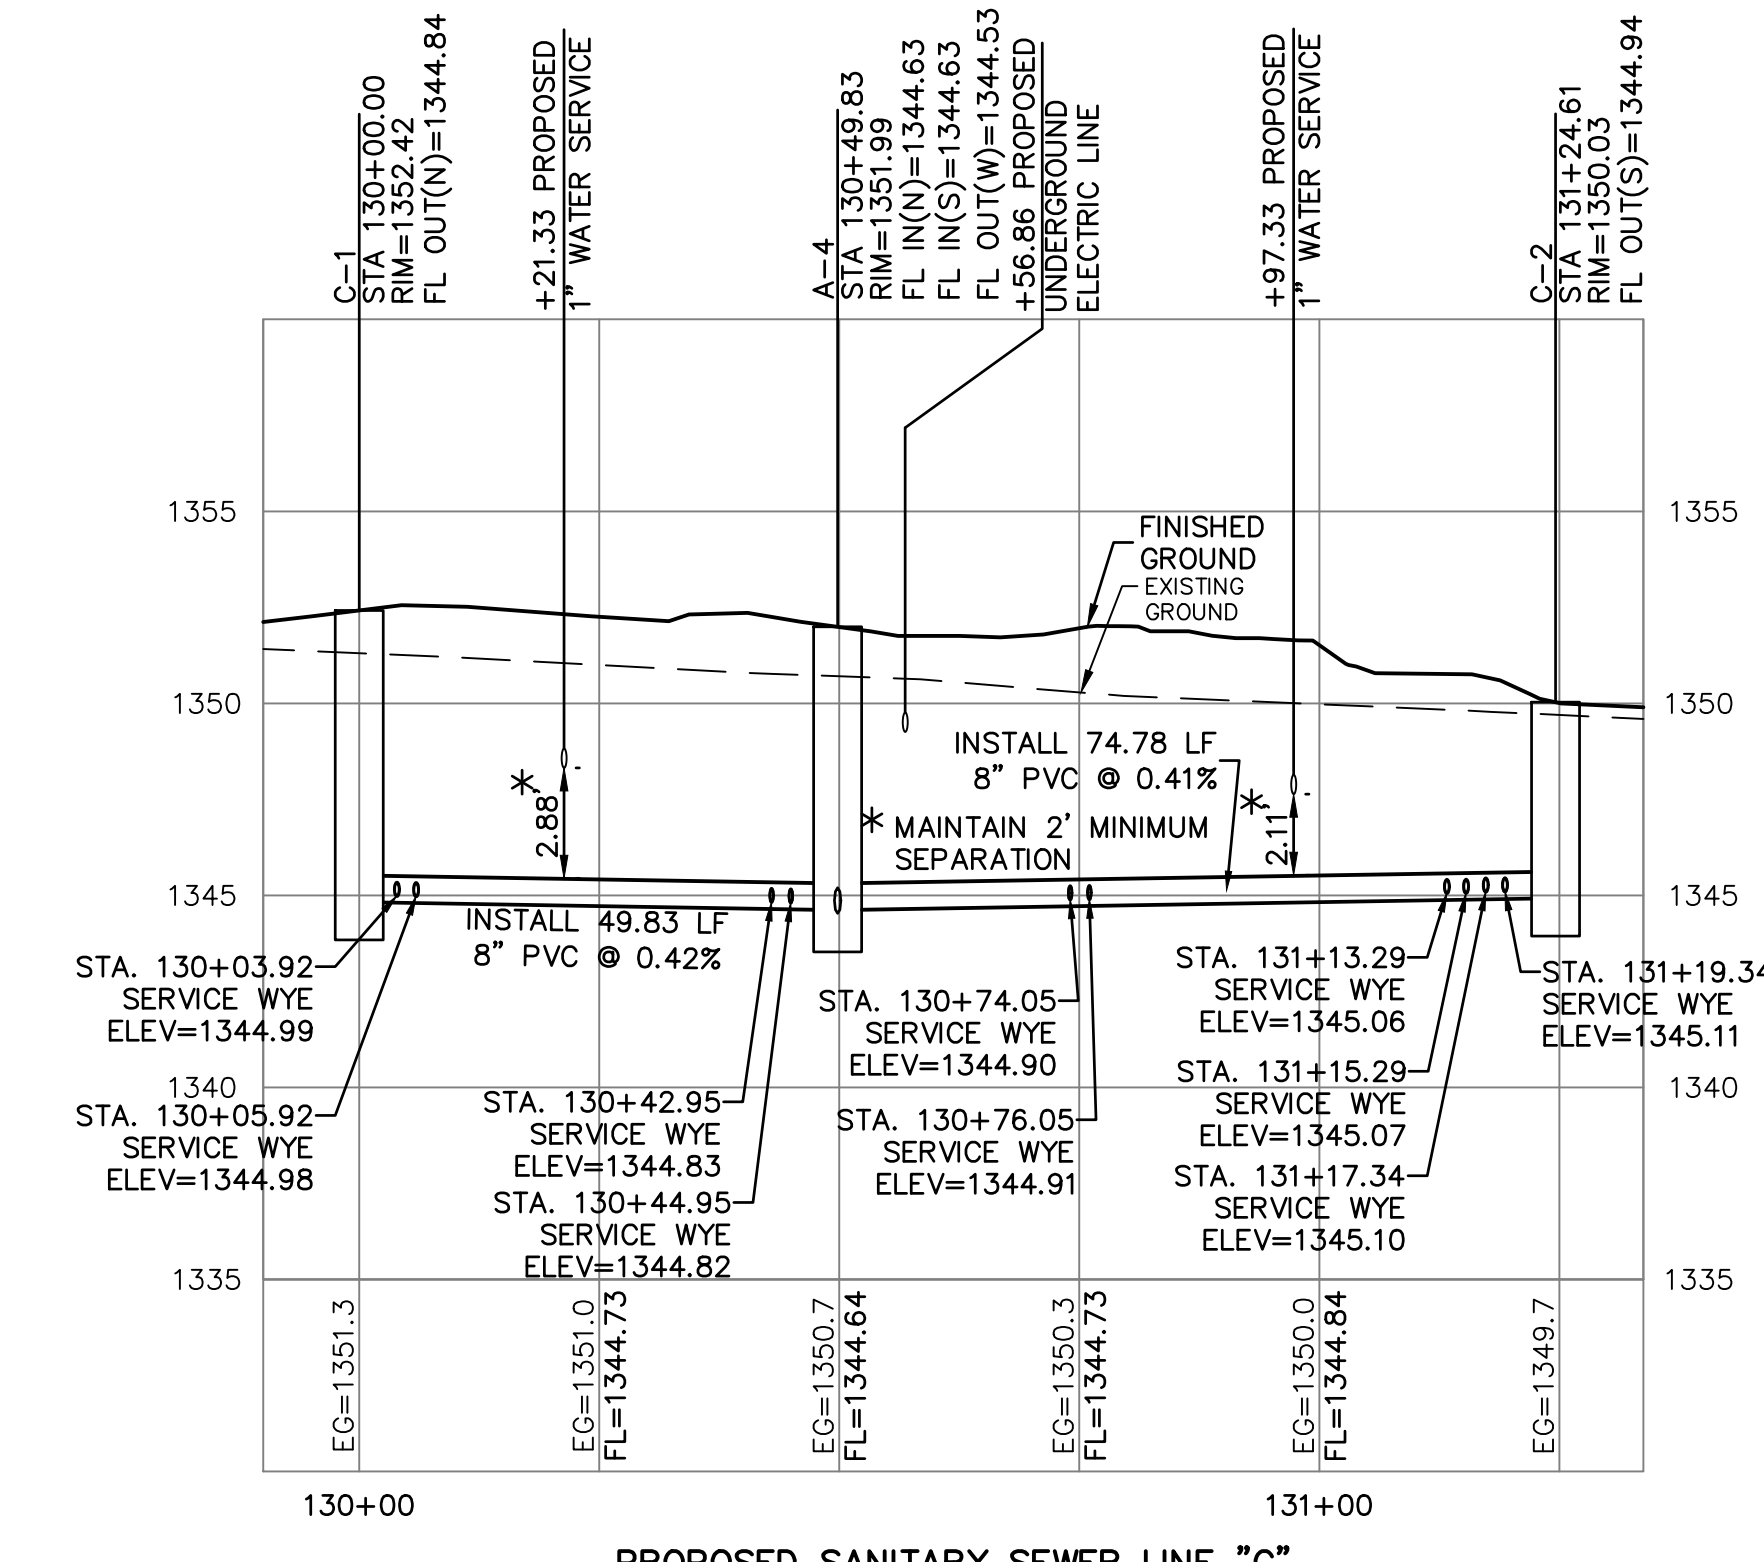 C-1
STA 130+00.00
RIM=1352.42
FL OUT(N)=1344.84
+21.33 PROPOSED
1" WATER SERVICE
A-4
STA 130+49.83
RIM=1351.99
FL IN(N)=1344.63
FL IN(S)=1344.63
FL OUT(W)=1344.53
+56.86 PROPOSED
UNDERGROUND
ELECTRIC LINE
+97.33 PROPOSED
1" WATER SERVICE
C-2
STA 131+24.61
RIM=1350.03
FL OUT(S)=1344.94
1355
1355
FINISHED
GROUND
EXISTING
GROUND
1350
1350
INSTALL 74.78 LF
8" PVC @ 0.41%
* 2.88'
* MAINTAIN 2' MINIMUM
SEPARATION
* 2.11'
1345
1345
INSTALL 49.83 LF
8" PVC @ 0.42%
STA. 130+03.92
SERVICE WYE
ELEV=1344.99
STA. 130+74.05
SERVICE WYE
ELEV=1344.90
STA. 131+13.29
SERVICE WYE
ELEV=1345.06
STA. 131+19.34
SERVICE WYE
ELEV=1345.11
1340
1340
STA. 130+05.92
SERVICE WYE
ELEV=1344.98
STA. 130+42.95
SERVICE WYE
ELEV=1344.83
STA. 130+76.05
SERVICE WYE
ELEV=1344.91
STA. 131+15.29
SERVICE WYE
ELEV=1345.07
STA. 130+44.95
SERVICE WYE
ELEV=1344.82
STA. 131+17.34
SERVICE WYE
ELEV=1345.10
1335
1335
EG=1351.3
EG=1351.0
FL=1344.73
EG=1350.7
FL=1344.64
EG=1350.3
FL=1344.73
EG=1350.0
FL=1344.84
EG=1349.7
130+00
131+00
PROPOSED SANITARY SEWER LINE "C"